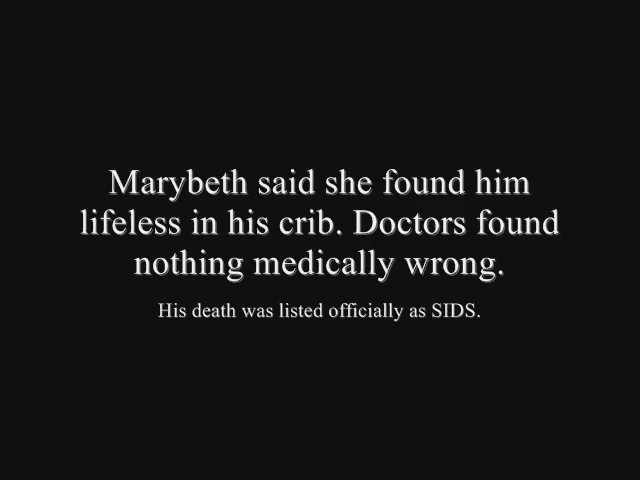 Marybeth said she found him
lifeless in his crib. Doctors found
nothing medically wrong.
His death was listed officially as SIDS.